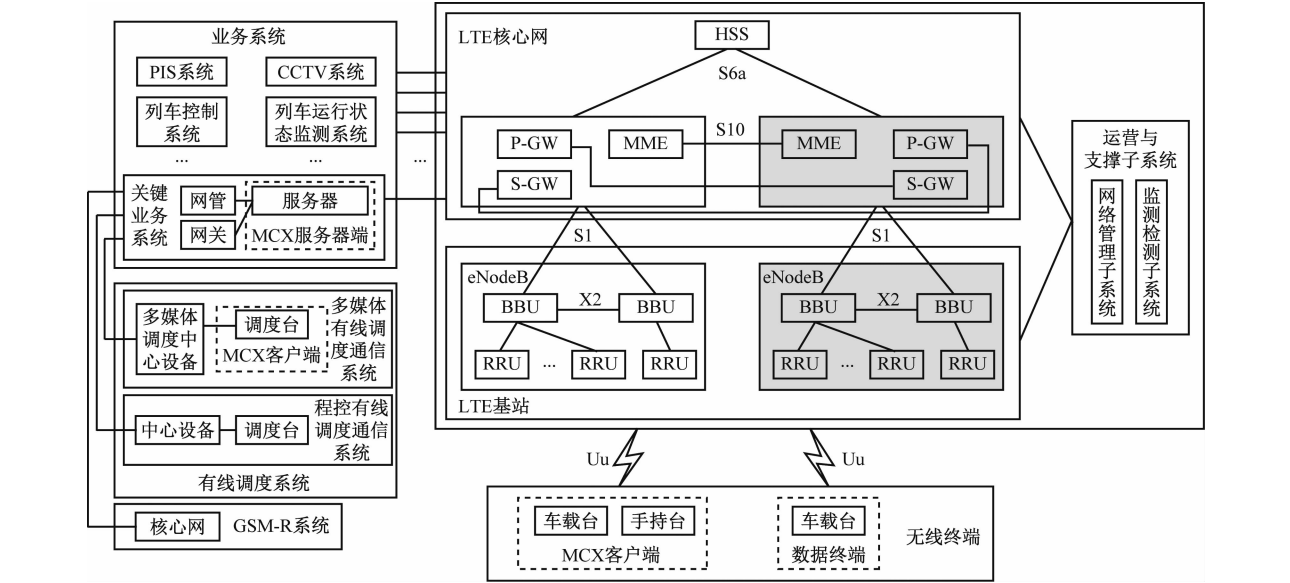 业务系统
PIS系统
CCTV系统
列车控制
系统
列车运行状
态监测系统
...
...
...
关键
业务
系统
网管
网关
服务器
MCX服务器端
多媒体
调度中
心设备
调度台
MCX客户端
多媒体
有线调
度通信
系统
中心设备
调度台
程控有线
调度通信
系统
有线调度系统
核心网
GSM-R系统
LTE核心网
HSS
S6a
P-GW
MME
S10
MME
P-GW
S-GW
S-GW
S1
S1
eNodeB
BBU
X2
BBU
RRU
...
RRU
RRU
eNodeB
BBU
X2
BBU
RRU
...
RRU
RRU
LTE基站
运营与
支撑子系统
网络管理子系统
监测检测子系统
Uu
Uu
车载台
手持台
MCX客户端
车载台
数据终端
无线终端